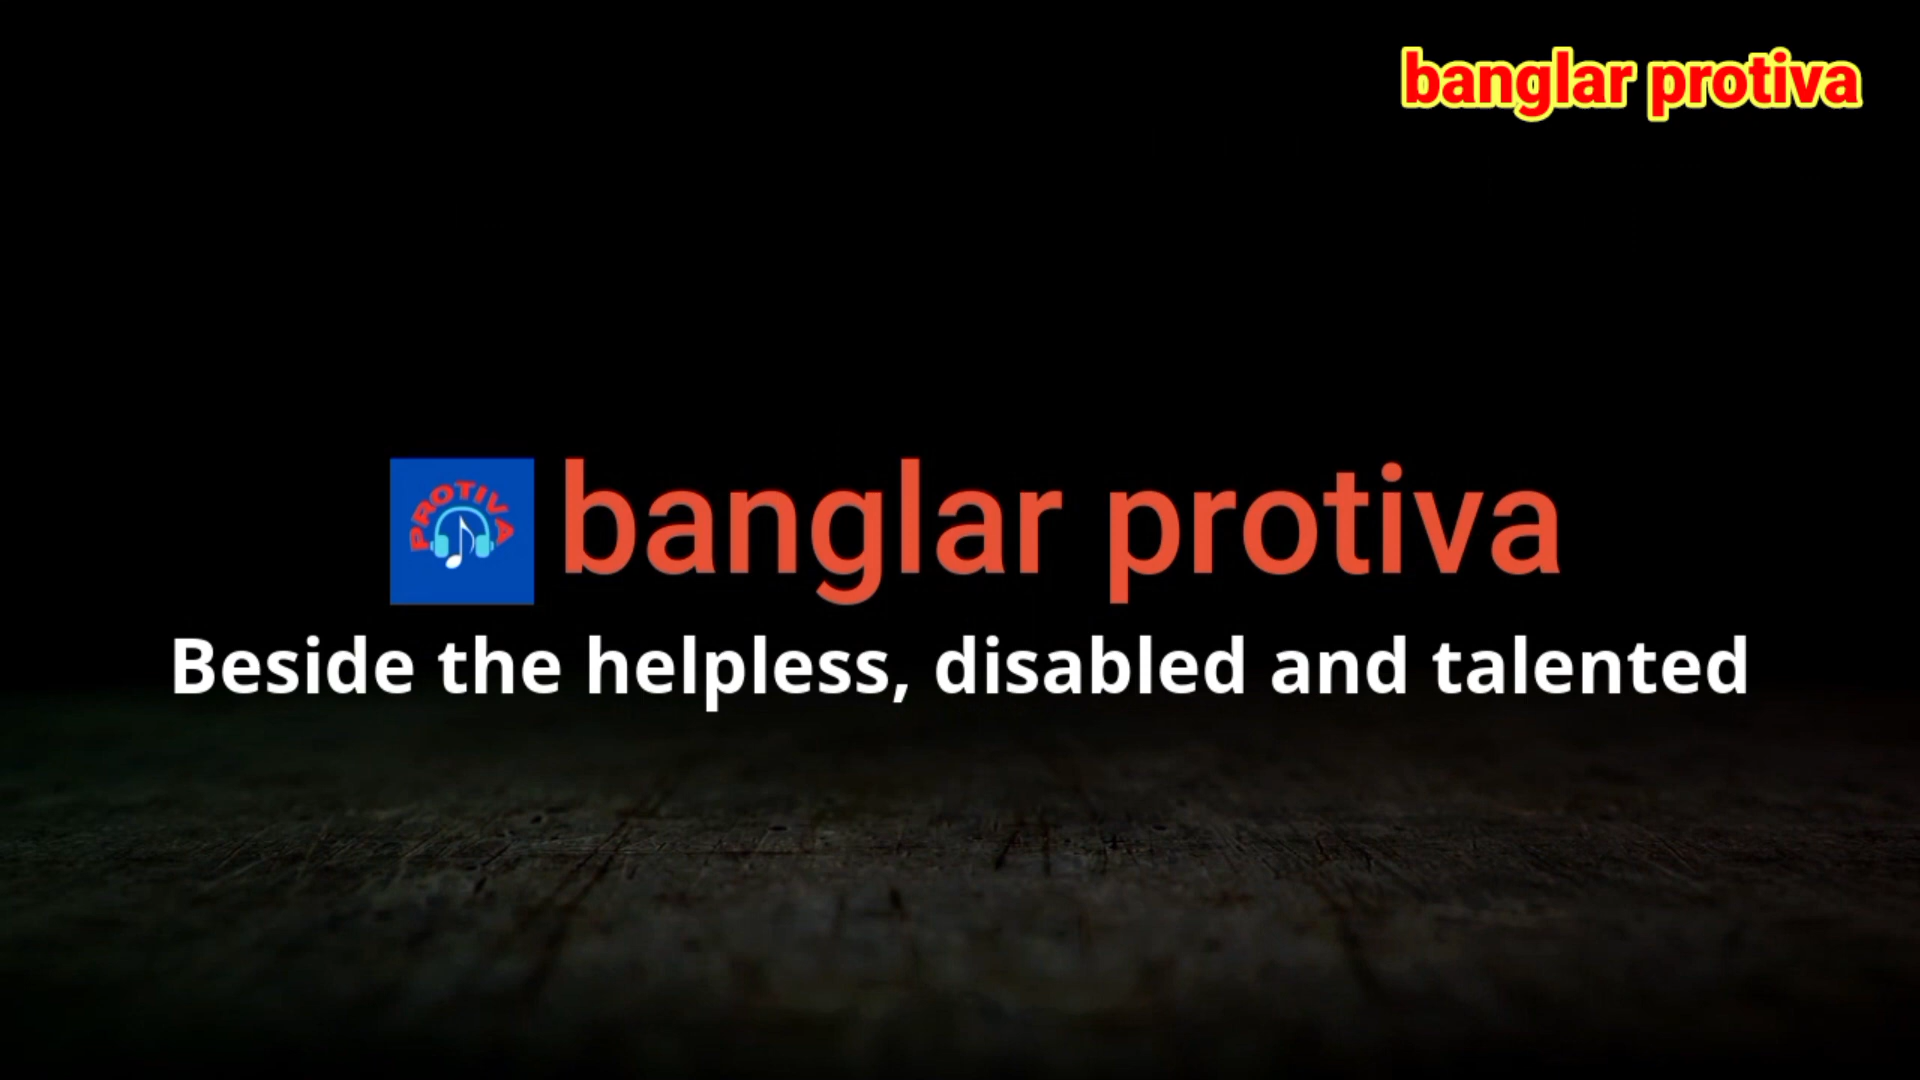 banglar protiva
PROTIVA
banglar protiva
Beside the helpless, disabled and talented